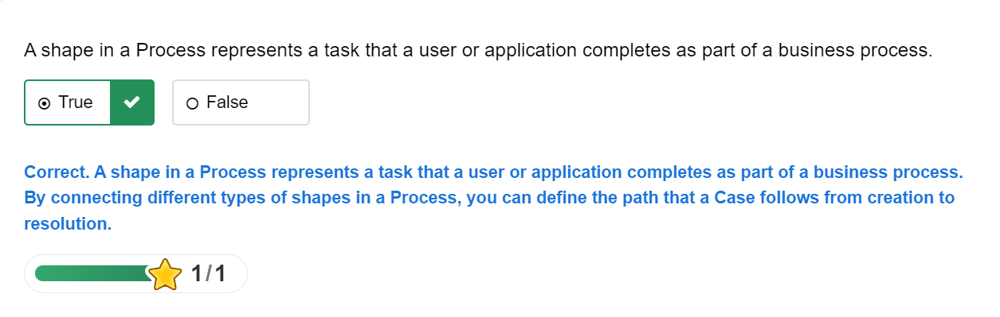 A shape in a Process represents a task that a user or application completes as part of a business process.
True
False
Correct. A shape in a Process represents a task that a user or application completes as part of a business process.
By connecting different types of shapes in a Process, you can define the path that a Case follows from creation to
resolution.
1/1